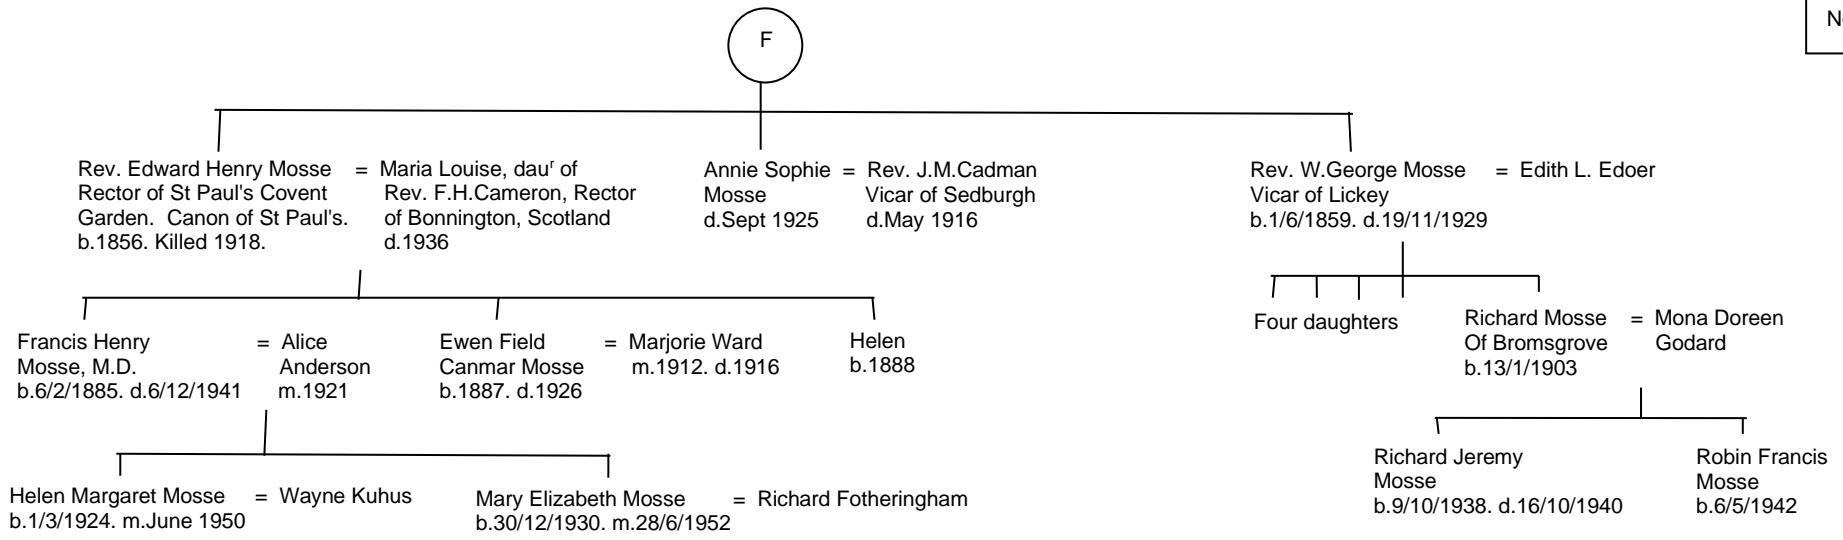 F
Rev. Edward Henry Mosse = Maria Louise, dauʳ of
Rector of St Paul's Covent Rev. F.H.Cameron, Rector
Garden. Canon of St Paul's. of Bonnington, Scotland
b.1856. Killed 1918. d.1936
Annie Sophie = Rev. J.M.Cadman
Mosse Vicar of Sedburgh
d.Sept 1925 d.May 1916
Rev. W.George Mosse = Edith L. Edoer
Vicar of Lickey
b.1/6/1859. d.19/11/1929
Francis Henry = Alice
Mosse, M.D. Anderson
b.6/2/1885. d.6/12/1941 m.1921
Ewen Field = Marjorie Ward
Canmar Mosse m.1912. d.1916
b.1887. d.1926
Helen
b.1888
Four daughters
Richard Mosse = Mona Doreen
Of Bromsgrove Godard
b.13/1/1903
Helen Margaret Mosse = Wayne Kuhus
b.1/3/1924. m.June 1950
Mary Elizabeth Mosse = Richard Fotheringham
b.30/12/1930. m.28/6/1952
Richard Jeremy
Mosse
b.9/10/1938. d.16/10/1940
Robin Francis
Mosse
b.6/5/1942